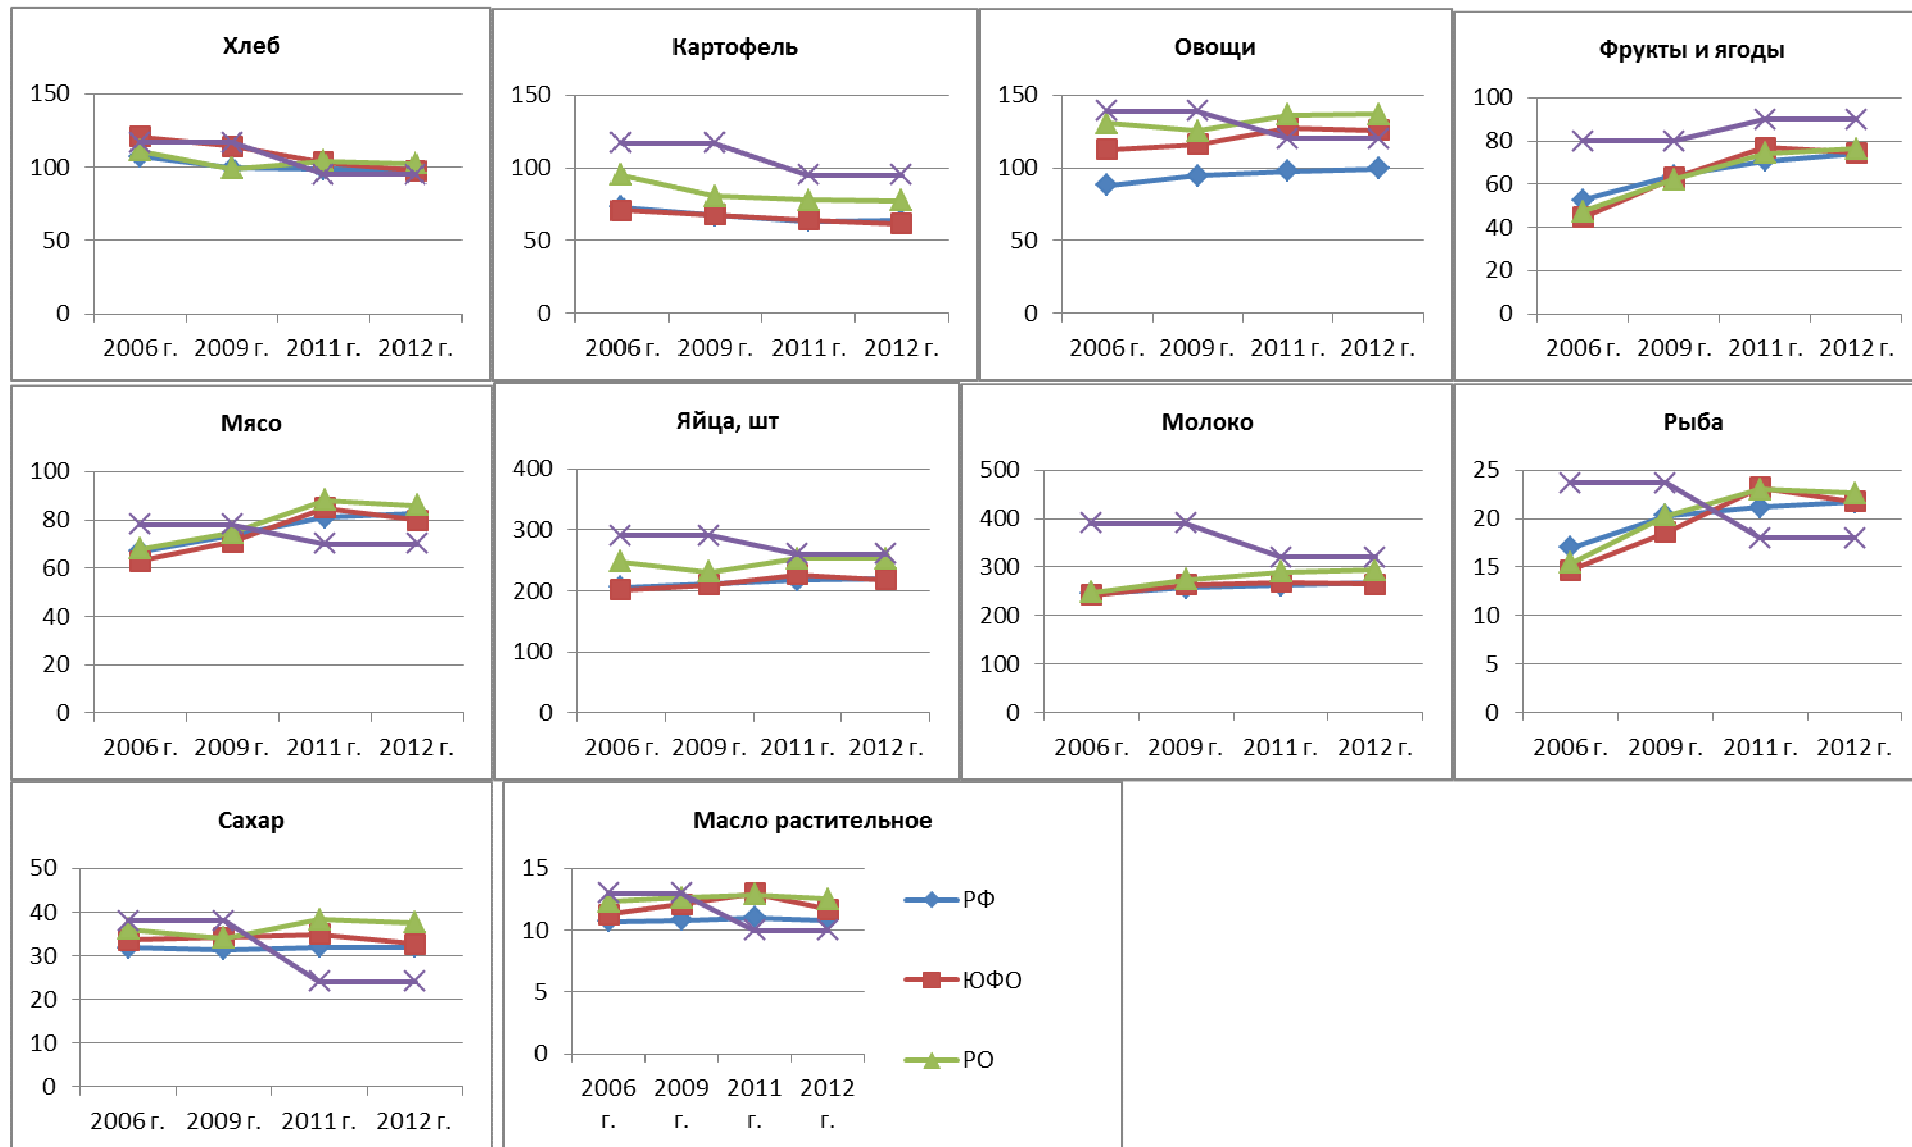 Хлеб
150
100
50
0
2006 г. 2009 г. 2011 г. 2012 г.
Картофель
150
100
50
0
2006 г. 2009 г. 2011 г. 2012 г.
Овощи
150
100
50
0
2006 г. 2009 г. 2011 г. 2012 г.
Фрукты и ягоды
100
80
60
40
20
0
2006 г. 2009 г. 2011 г. 2012 г.
Мясо
100
80
60
40
20
0
2006 г. 2009 г. 2011 г. 2012 г.
Яйца, шт
400
300
200
100
0
2006 г. 2009 г. 2011 г. 2012 г.
Молоко
500
400
300
200
100
0
2006 г. 2009 г. 2011 г. 2012 г.
Рыба
25
20
15
10
5
0
2006 г. 2009 г. 2011 г. 2012 г.
Сахар
50
40
30
20
10
0
2006 г. 2009 г. 2011 г. 2012 г.
Масло растительное
15
10
5
0
2006 2009 2011 2012
г. г. г. г.
РФ
ЮФО
РО